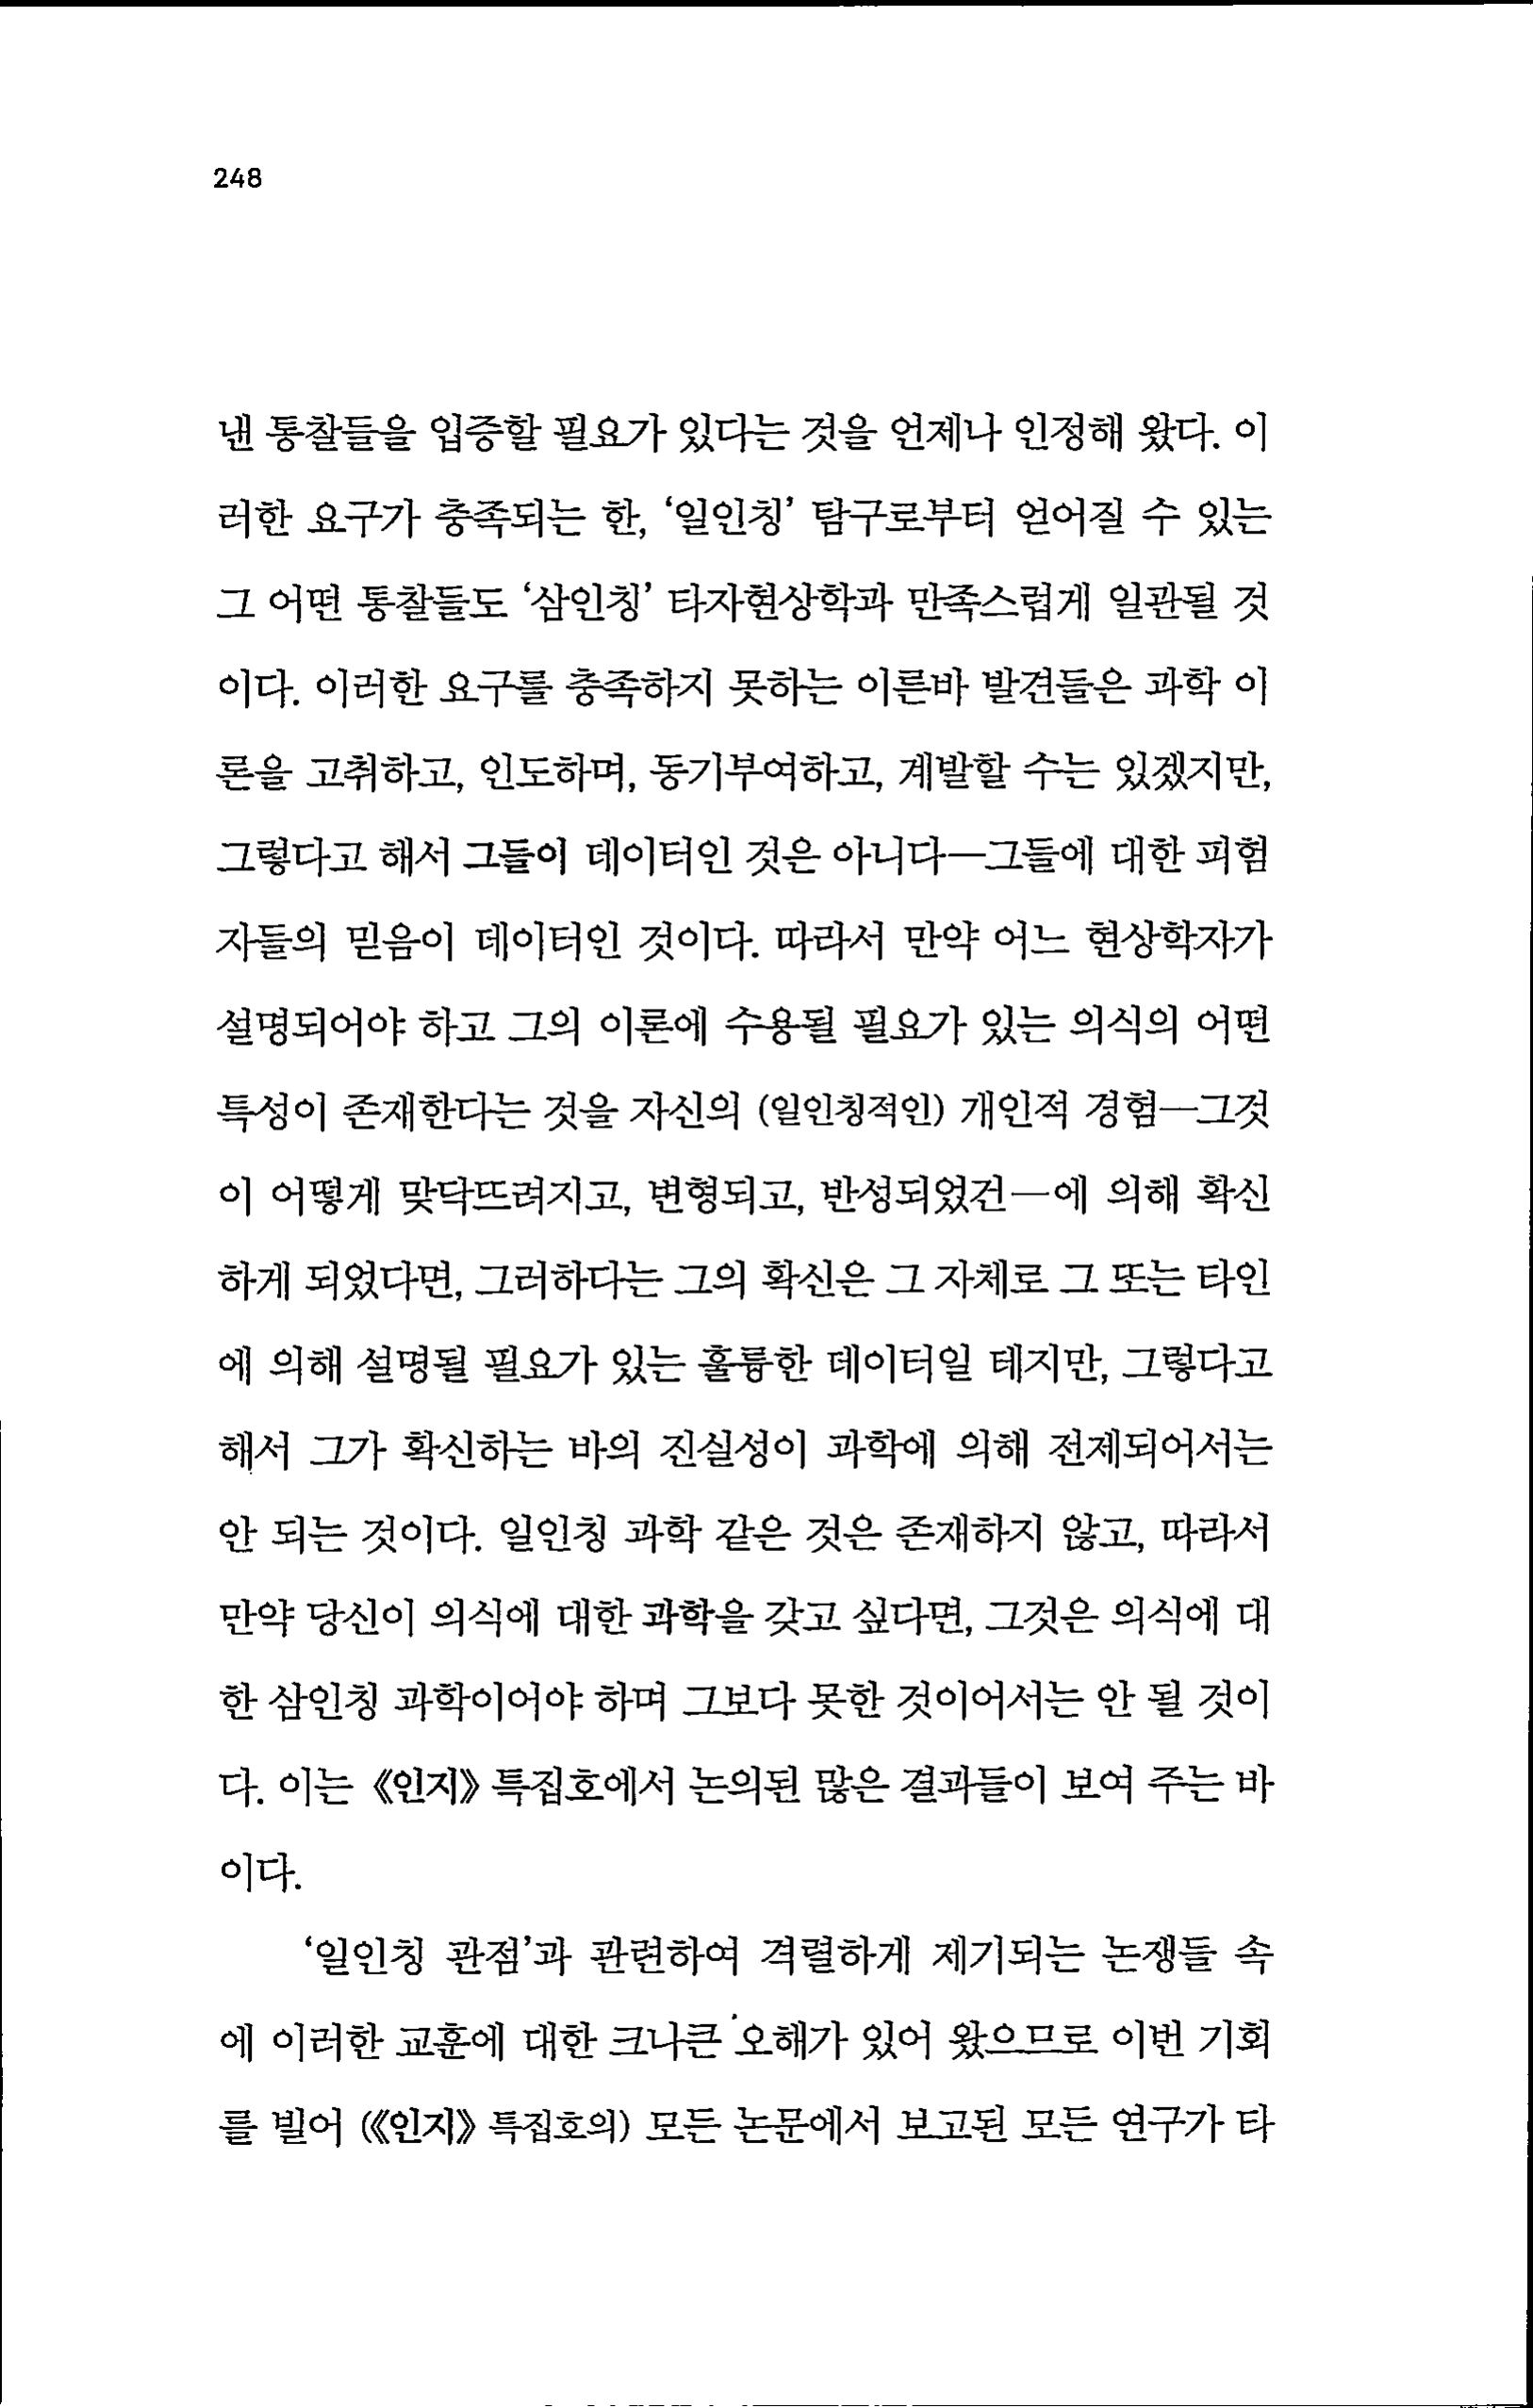 248
낸 통찰들을 입증할 필요가 있다는 것을 언제나 인정해 왔다. 이
러한 요구가 충족되는 한, ‘일인칭’ 탐구로부터 얻어질 수 있는
그 어떤 통찰들도 ‘삼인칭’ 타자현상학과 만족스럽게 일관될 것
이다. 이러한 요구를 충족하지 못하는 이른바 발견들은 과학 이
론을 고취하고, 인도하며, 동기부여하고, 계발할 수는 있겠지만,
그렇다고 해서 그들이 데이터인 것은 아니다—그들에 대한 피험
자들의 믿음이 데이터인 것이다. 따라서 만약 어느 현상학자가
설명되어야 하고 그의 이론에 수용될 필요가 있는 의식의 어떤
특성이 존재한다는 것을 자신의 (일인칭적인) 개인적 경험—그것
이 어떻게 맞닥뜨려지고, 변형되고, 반성되었건—에 의해 확신
하게 되었다면, 그러하다는 그의 확신은 그 자체로 그 또는 타인
에 의해 설명될 필요가 있는 훌륭한 데이터일 테지만, 그렇다고
해서 그가 확신하는 바의 진실성이 과학에 의해 전제되어서는
안 되는 것이다. 일인칭 과학 같은 것은 존재하지 않고, 따라서
만약 당신이 의식에 대한 과학을 갖고 싶다면, 그것은 의식에 대
한 삼인칭 과학이어야 하며 그보다 못한 것이어서는 안 될 것이
다. 이는 《인지》 특집호에서 논의된 많은 결과들이 보여 주는 바
이다.
‘일인칭 관점’과 관련하여 격렬하게 제기되는 논쟁들 속
에 이러한 교훈에 대한 크나큰 오해가 있어 왔으므로 이번 기회
를 빌어 (《인지》 특집호의) 모든 논문에서 보고된 모든 연구가 타